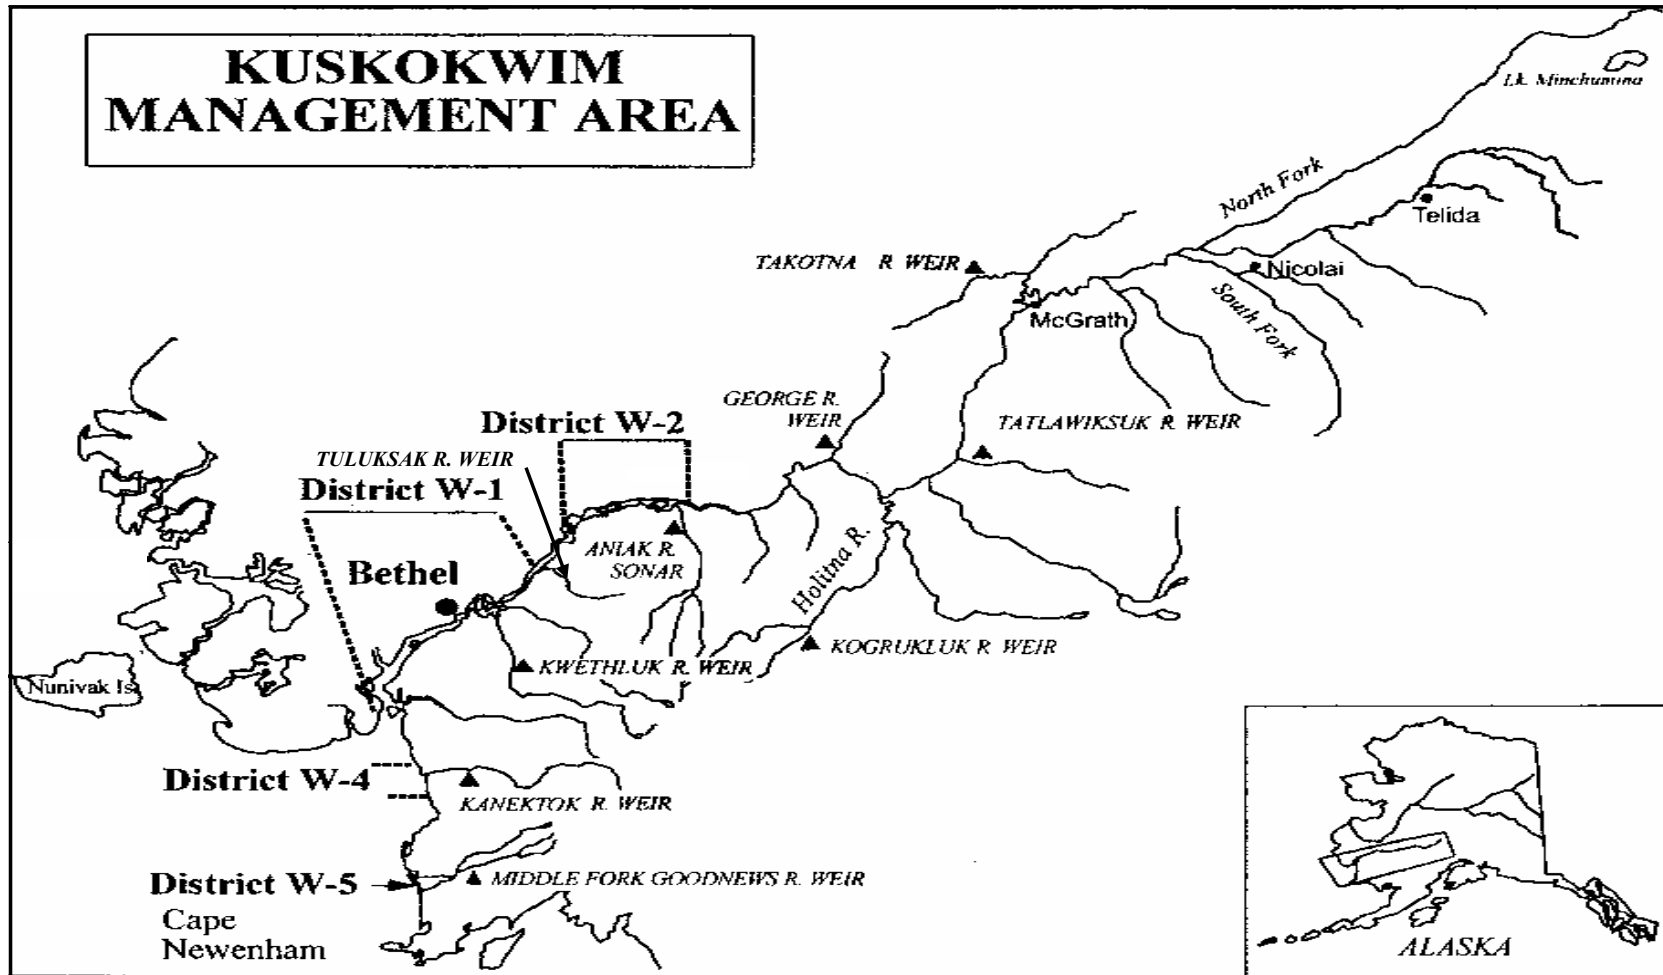 KUSKOKWIM
MANAGEMENT AREA
Lk. Minchumina
North Fork
Telida
TAKOTNA R. WEIR
Nicolai
South Fork
McGrath
GEORGE R.
WEIR
TATLAWIKSUK R. WEIR
District W-2
TULUKSAK R. WEIR
District W-1
ANIAK R.
SONAR
Holitna R.
Bethel
KOGRUKLUK R. WEIR
KWETHLUK R. WEIR
Nunivak Is.
District W-4
KANEKTOK R. WEIR
District W-5
MIDDLE FORK GOODNEWS R. WEIR
Cape
Newenham
ALASKA